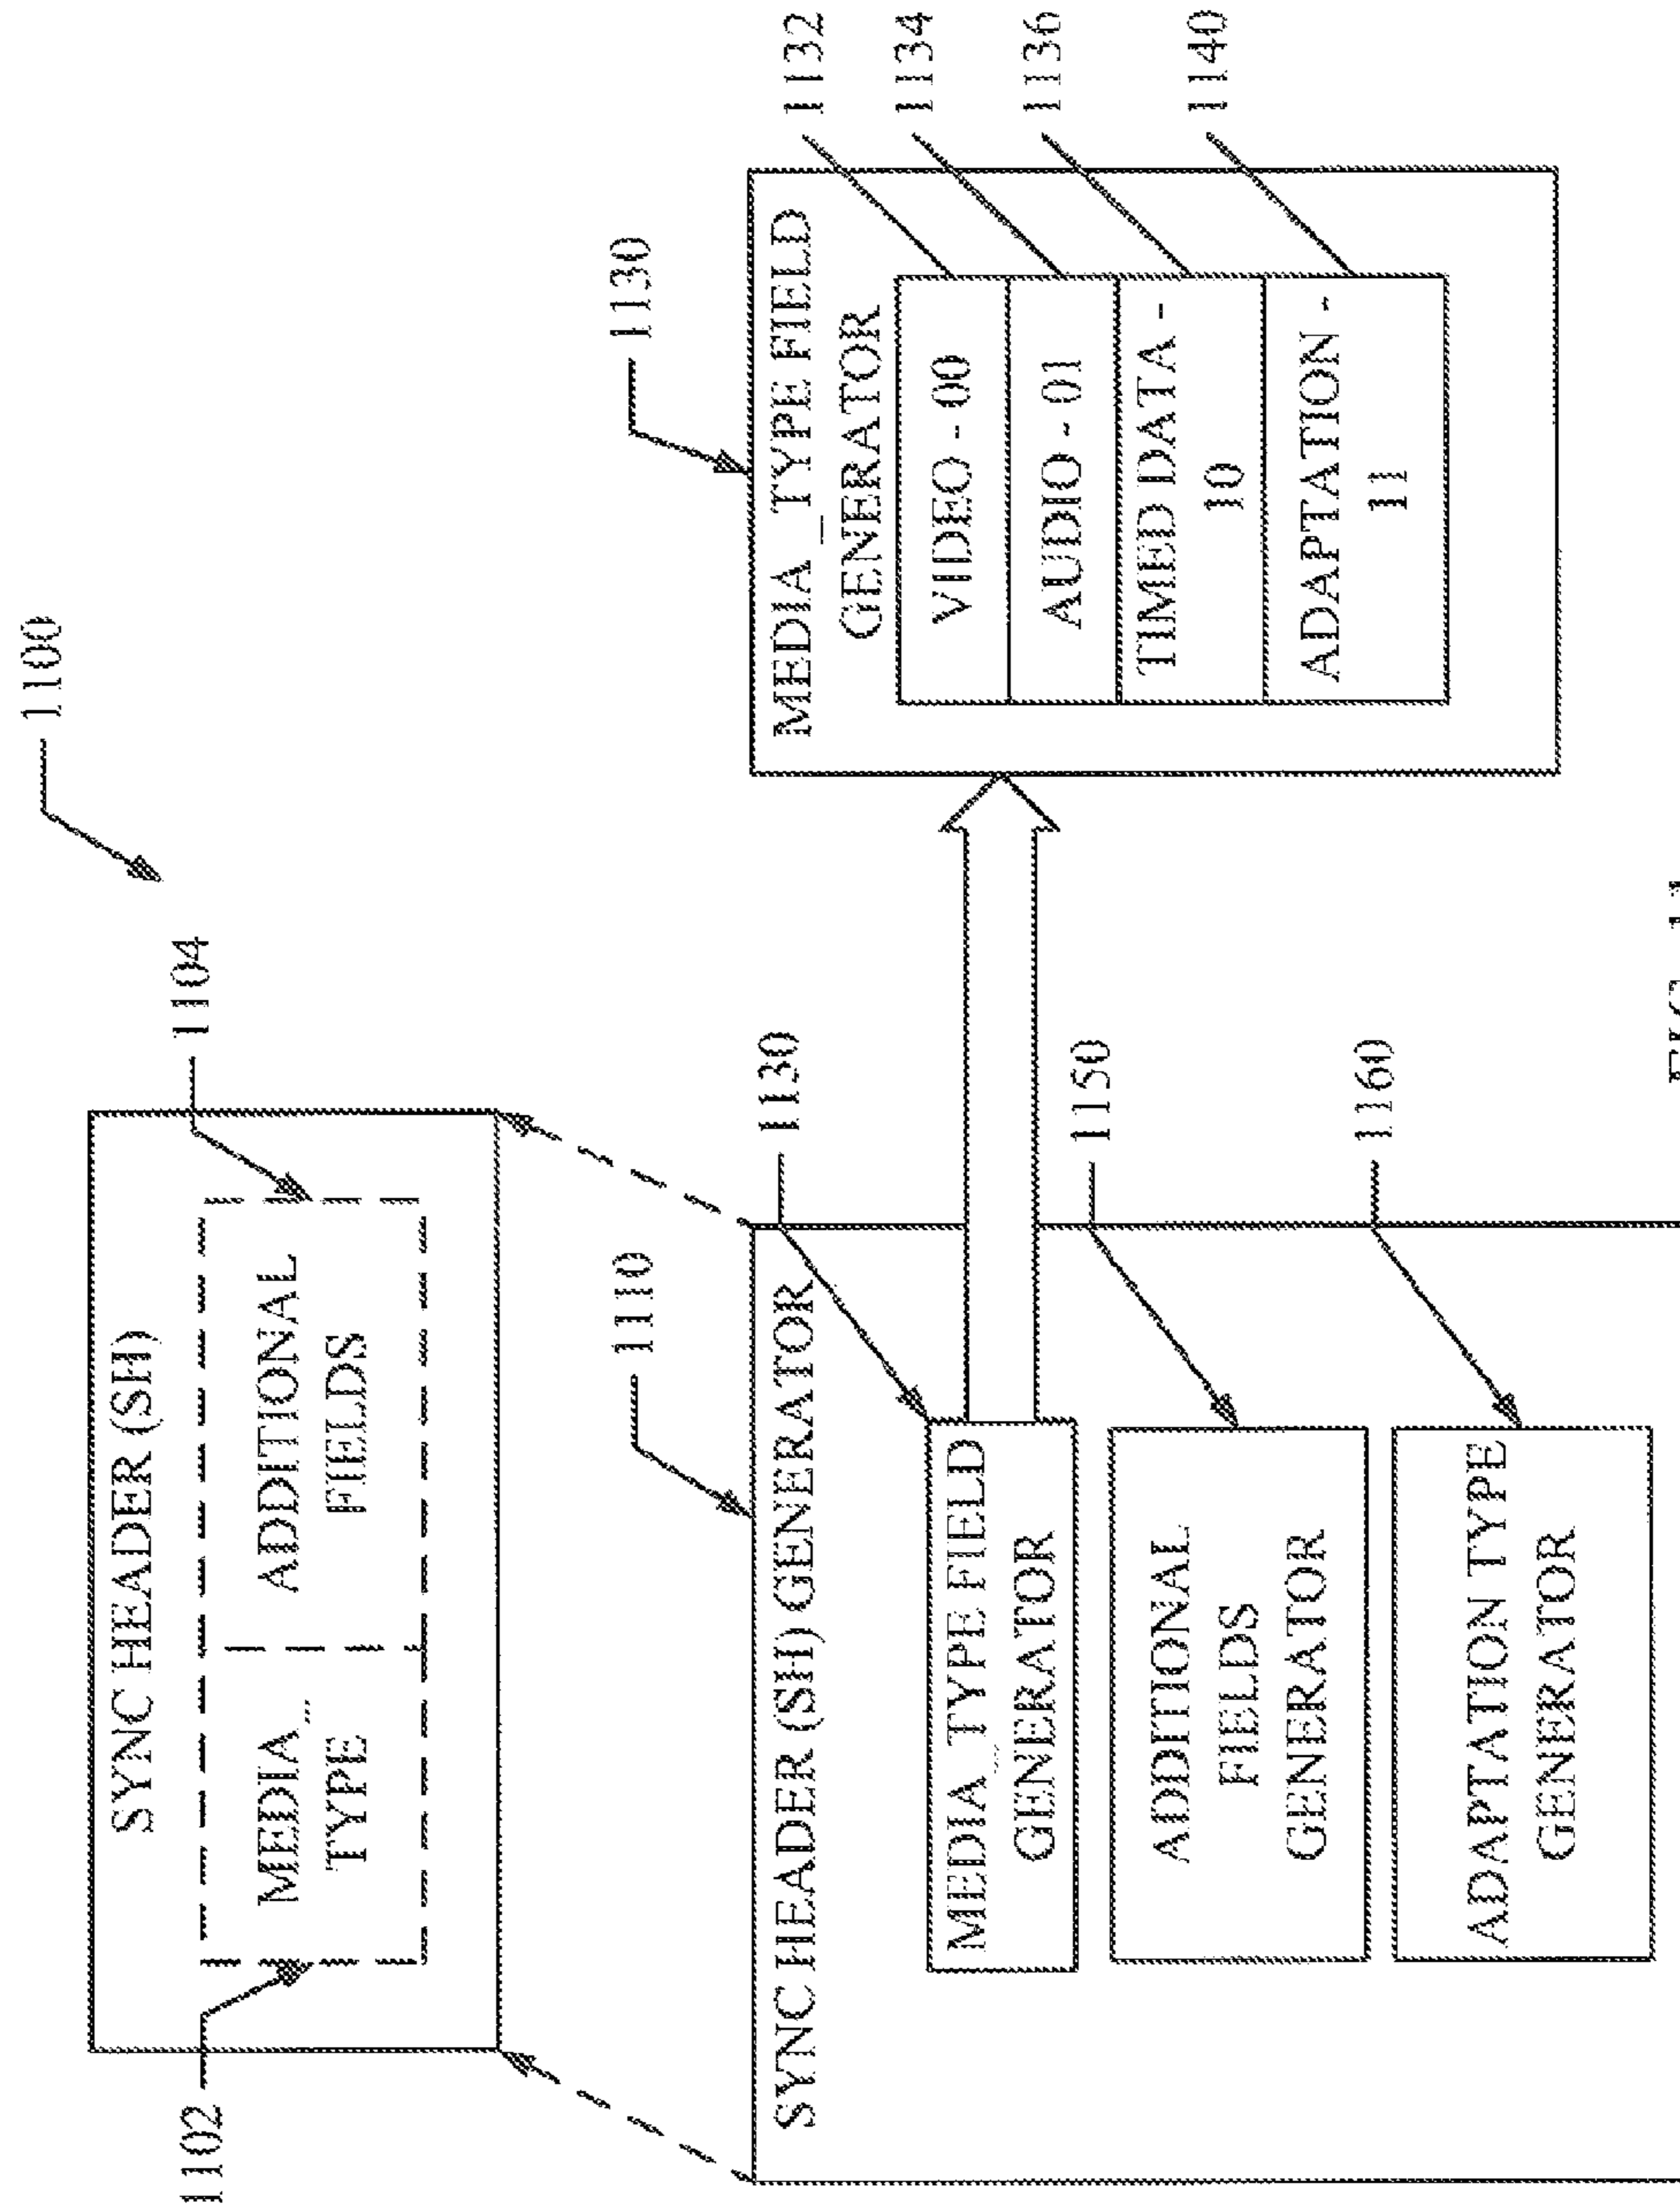 1100
SYNC HEADER (SH)
1102
MEDIA_
TYPE
ADDITIONAL
FIELDS
1104
1110
SYNC HEADER (SH) GENERATOR
1130
MEDIA_TYPE FIELD
GENERATOR
1150
ADDITIONAL
FIELDS
GENERATOR
1160
ADAPTATION TYPE
GENERATOR
1130
MEDIA_TYPE FIELD
GENERATOR
VIDEO - 00
1132
AUDIO - 01
1134
TIMED DATA -
10
1136
ADAPTATION -
11
1140